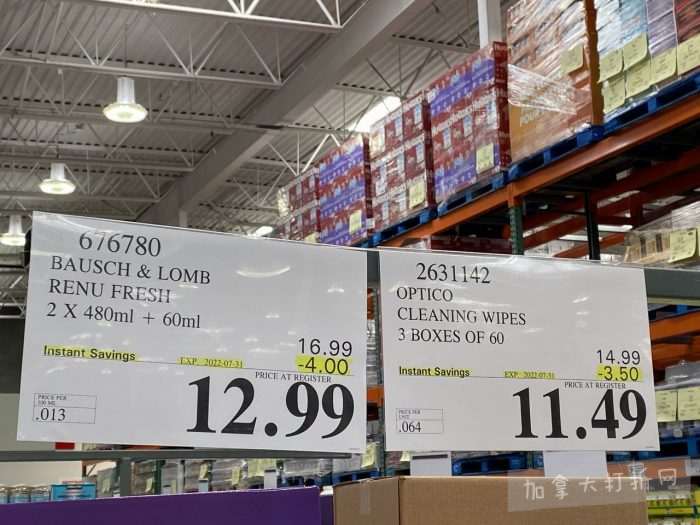 676780
BAUSCH & LOMB
RENU FRESH
2 X 480ml + 60ml
16.99
Instant Savings EXP. 2022-07-31 -4.00
PRICE AT REGISTER
12.99
PRICE PER
100 ML
.013
2631142
OPTICO
CLEANING WIPES
3 BOXES OF 60
14.99
Instant Savings EXP. 2022-07-31 -3.50
PRICE AT REGISTER
11.49
PRICE PER
.064
POUR
加拿大打折网